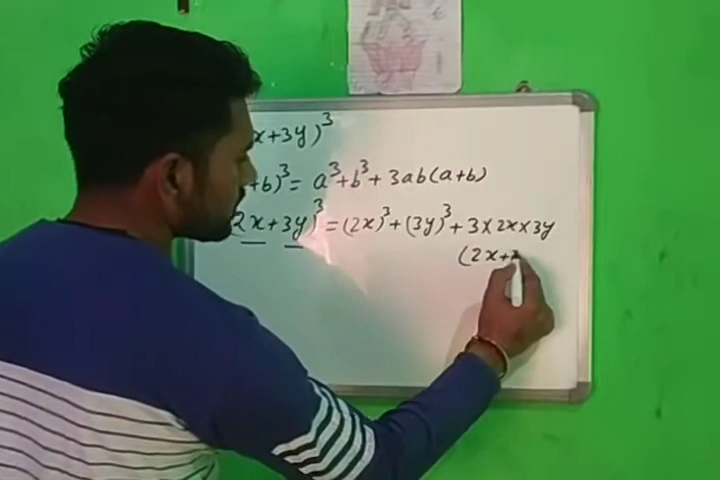 x+3y)³
+b)³ = a³+b³ + 3ab(a+b)
2x + 3y)³ = (2x)³ + (3y)³ + 3×2x×3y
(2x+